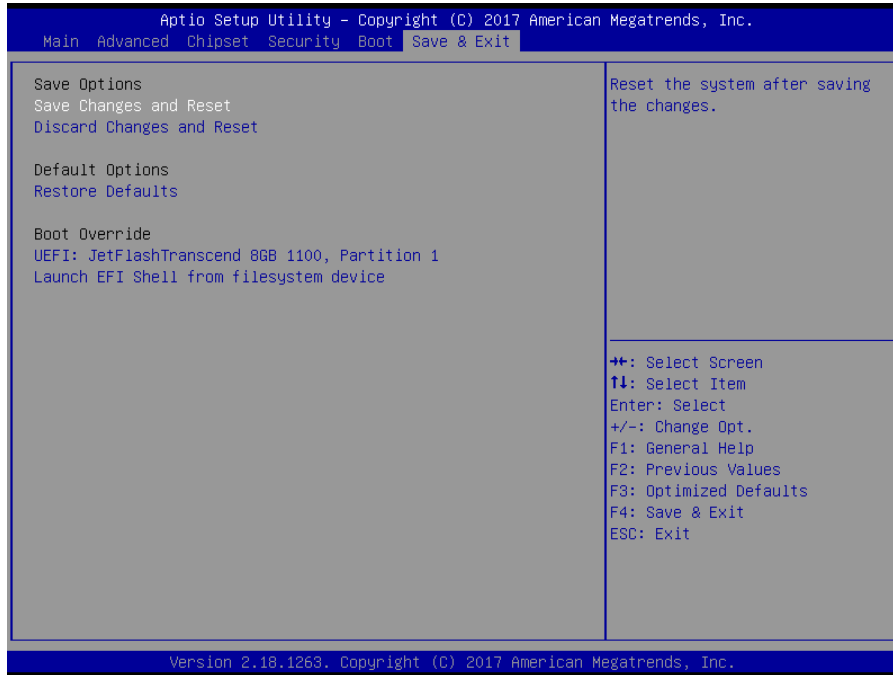 Aptio Setup Utility – Copyright (C) 2017 American Megatrends, Inc.
Main Advanced Chipset Security Boot Save & Exit
Save Options
Save Changes and Reset
Discard Changes and Reset
Default Options
Restore Defaults
Boot Override
UEFI: JetFlashTranscend 8GB 1100, Partition 1
Launch EFI Shell from filesystem device
Reset the system after saving
the changes.
→←: Select Screen
↑↓: Select Item
Enter: Select
+/-: Change Opt.
F1: General Help
F2: Previous Values
F3: Optimized Defaults
F4: Save & Exit
ESC: Exit
Version 2.18.1263. Copyright (C) 2017 American Megatrends, Inc.